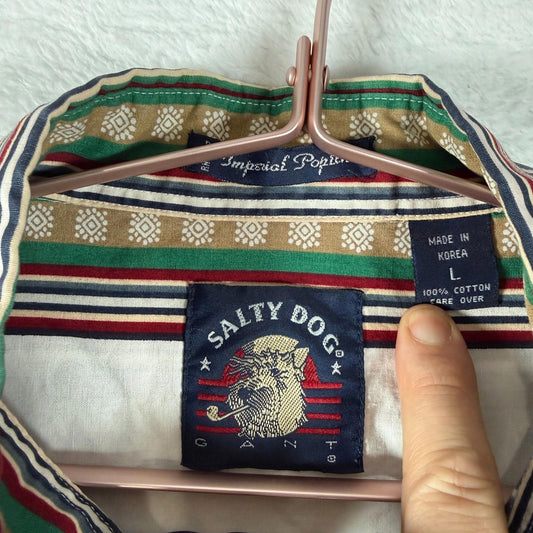 Imperial Poplin
MADE IN
KOREA
L
100% COTTON
CARE OVER
SALTY DOG®
GANT®